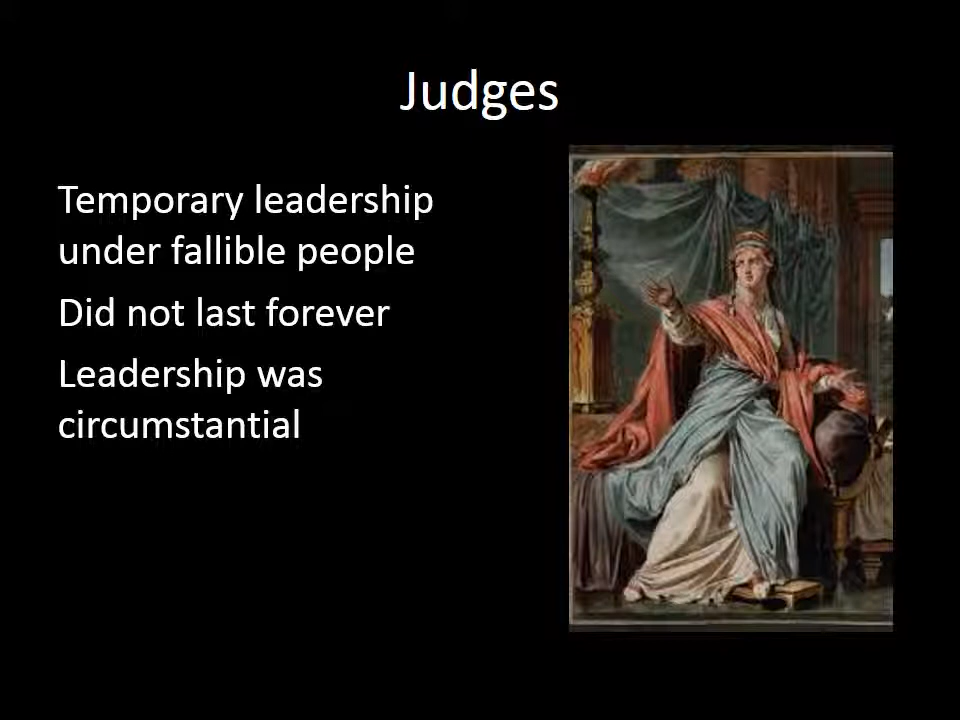 Judges
Temporary leadership
under fallible people
Did not last forever
Leadership was
circumstantial